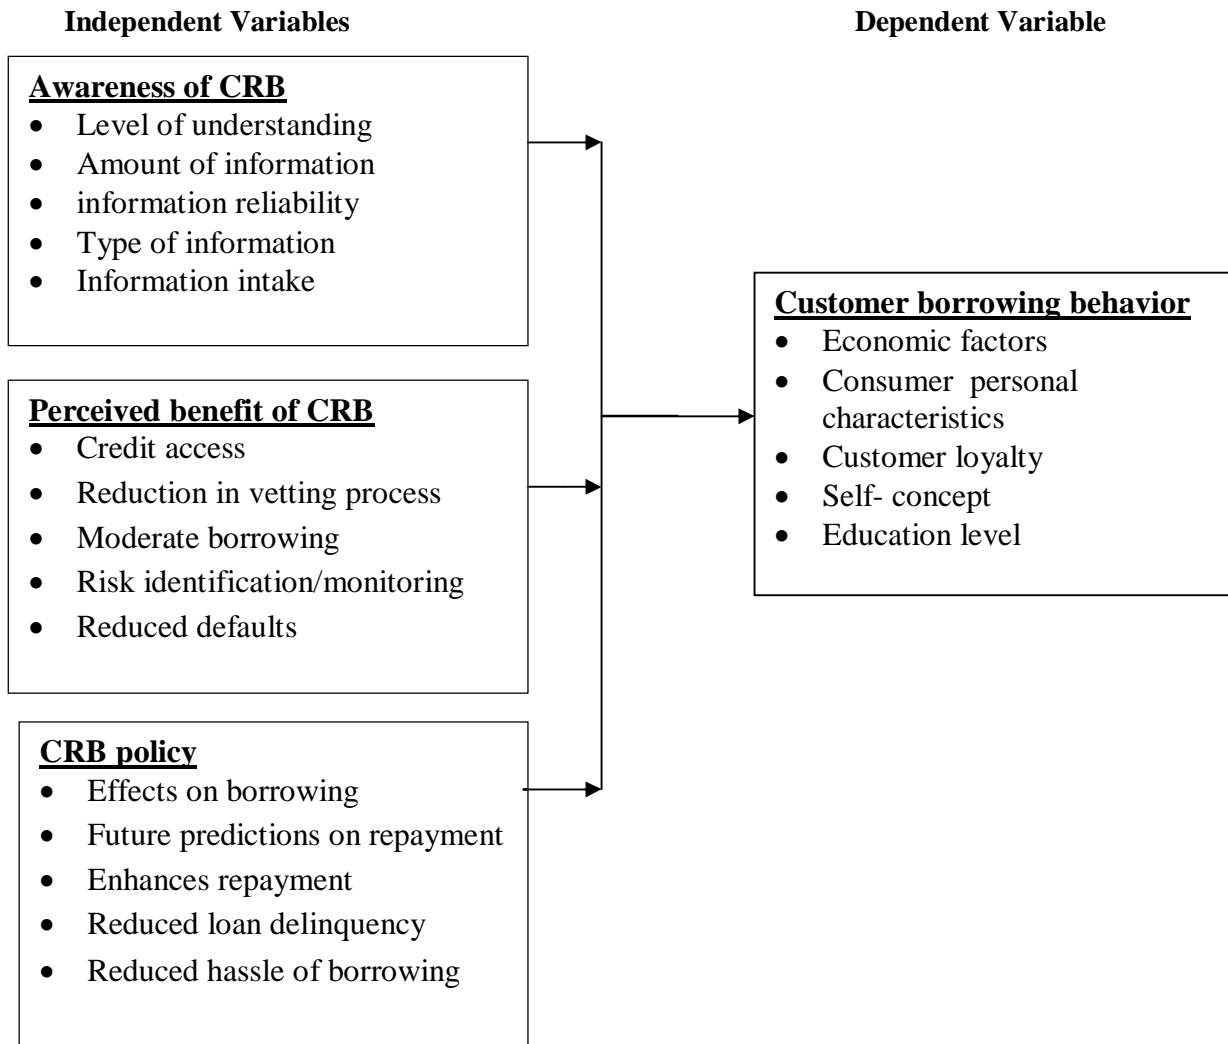 Independent Variables
Dependent Variable
Awareness of CRB
• Level of understanding
• Amount of information
• information reliability
• Type of information
• Information intake
Perceived benefit of CRB
• Credit access
• Reduction in vetting process
• Moderate borrowing
• Risk identification/monitoring
• Reduced defaults
CRB policy
• Effects on borrowing
• Future predictions on repayment
• Enhances repayment
• Reduced loan delinquency
• Reduced hassle of borrowing
Customer borrowing behavior
• Economic factors
• Consumer personal
characteristics
• Customer loyalty
• Self- concept
• Education level